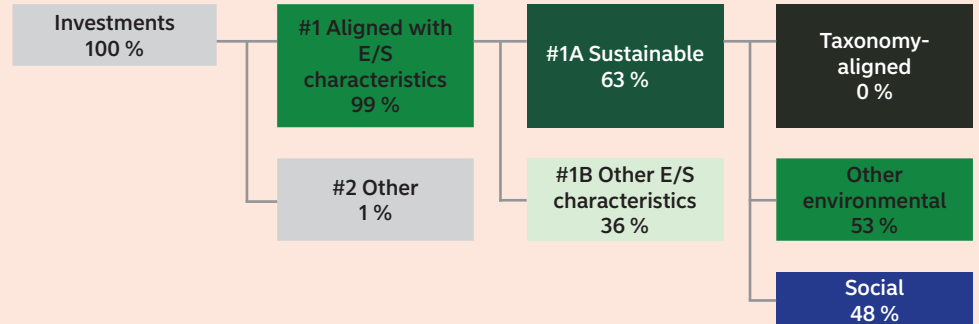 Investments
100 %
#1 Aligned with
E/S
characteristics
99 %
#2 Other
1 %
#1A Sustainable
63 %
#1B Other E/S
characteristics
36 %
Taxonomy-
aligned
0 %
Other
environmental
53 %
Social
48 %